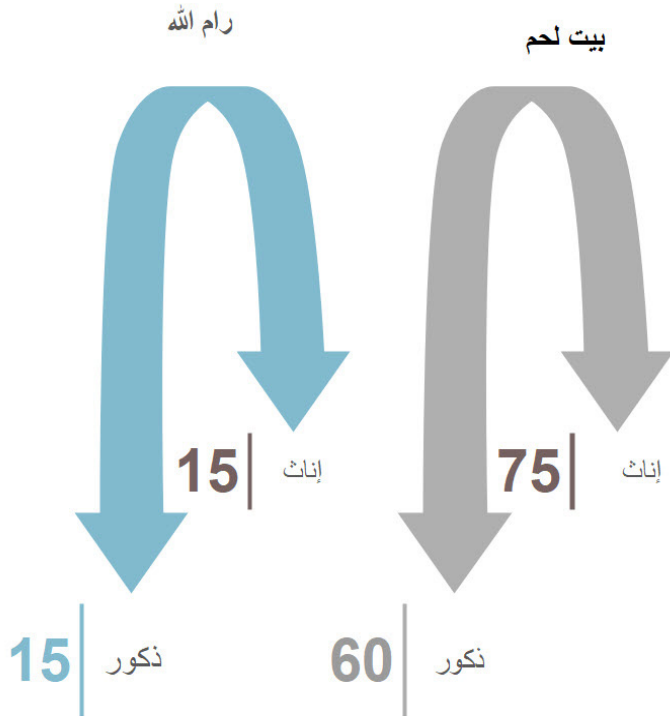 بيت لحم
رام الله
إناث 75
إناث 15
ذكور 60
ذكور 15